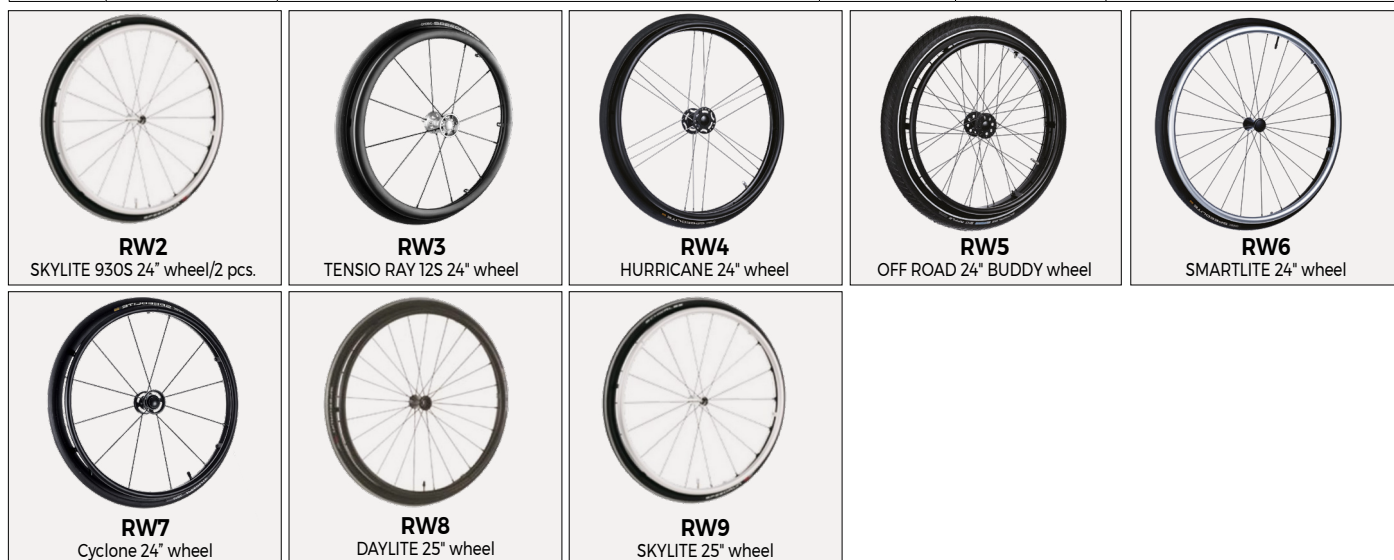 RW2
SKYLITE 930S 24” wheel/2 pcs.
RW3
TENSIO RAY 12S 24" wheel
RW4
HURRICANE 24" wheel
RW5
OFF ROAD 24" BUDDY wheel
RW6
SMARTLITE 24" wheel
RW7
Cyclone 24” wheel
RW8
DAYLITE 25" wheel
RW9
SKYLITE 25" wheel